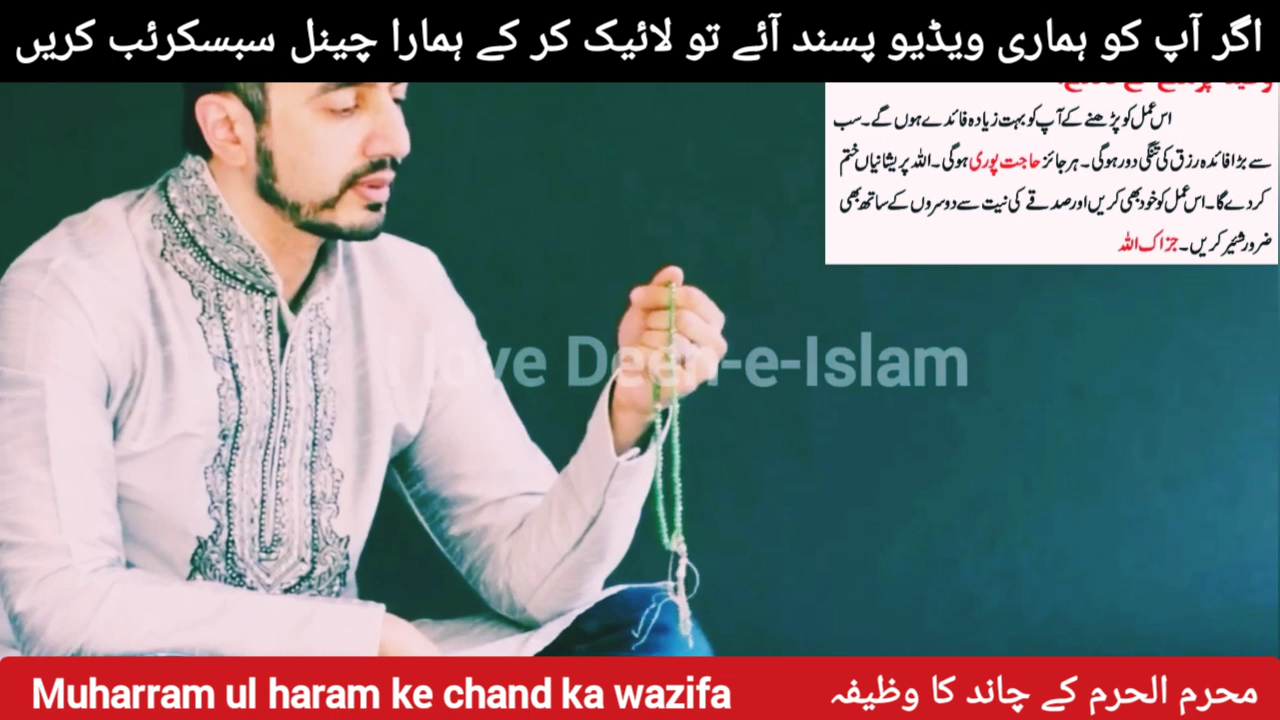 اگر آپ کو ہماری ویڈیو پسند آئے تو لائیک کر کے ہمارا چینل سبسکرئب کریں
اس عمل کو پڑھنے کے آپ کو بہت زیادہ فائدے ہوں گے۔ سب
سے بڑا فائدہ رزق کی تنگی دور ہوگی۔ ہر جائز حاجت پوری ہوگی۔ اللہ پریشانیاں ختم
کر دے گا۔ اس عمل کو خود بھی کریں اور صدقے کی نیت سے دوسروں کے ساتھ بھی
ضرور شئیر کریں۔ جزاک اللہ
I love Deen-e-Islam
Muharram ul haram ke chand ka wazifa
محرم الحرم کے چاند کا وظیفہ